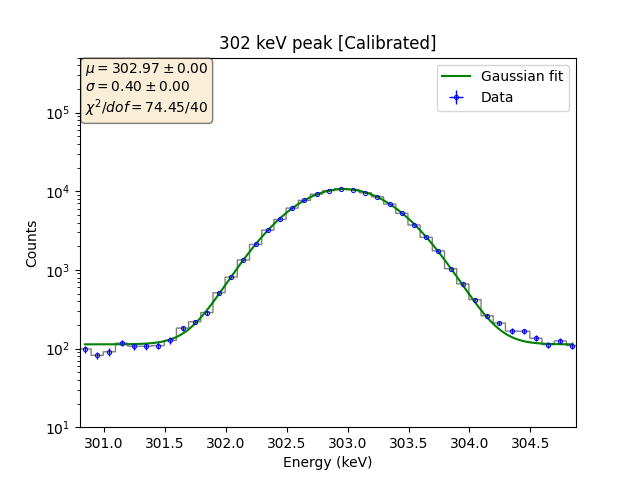 302 keV peak [Calibrated]
μ = 302.97 ± 0.00
σ = 0.40 ± 0.00
χ²/dof = 74.45/40
Gaussian fit
Data
Counts
10⁵
10⁴
10³
10²
10¹
301.0 301.5 302.0 302.5 303.0 303.5 304.0 304.5
Energy (keV)